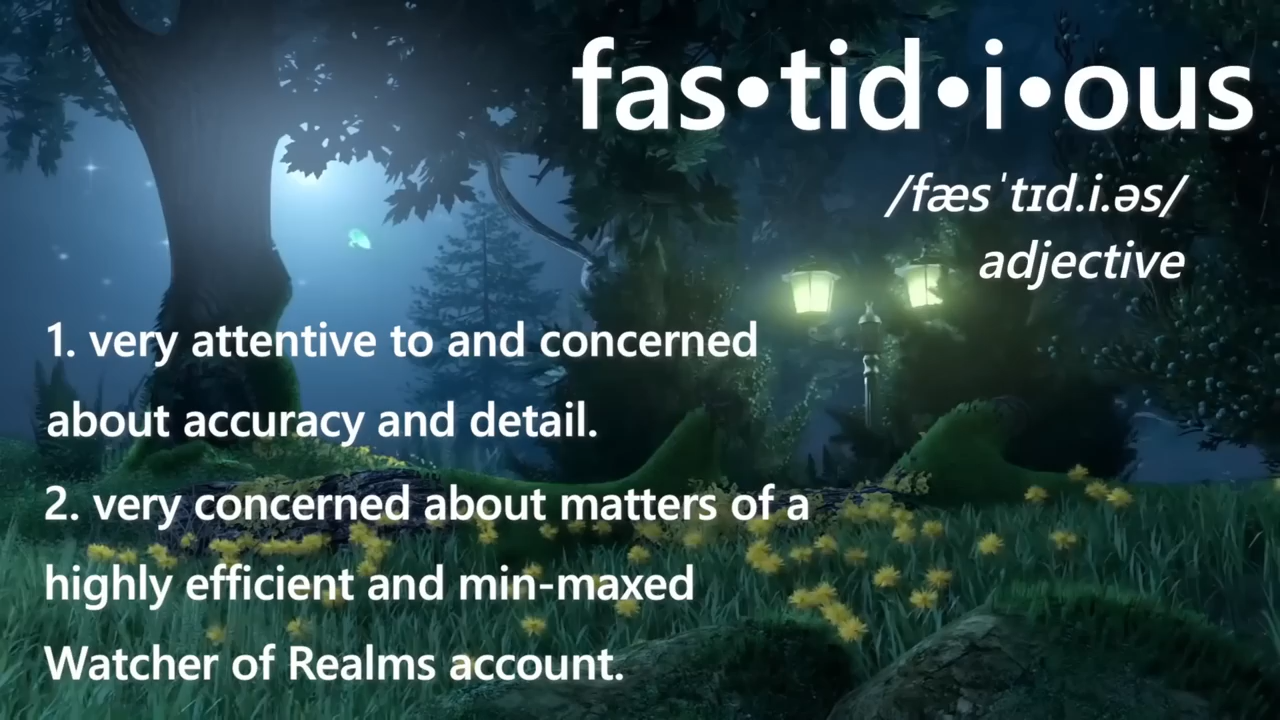 fas•tid•i•ous
/fæsˈtɪd.i.əs/
adjective
1. very attentive to and concerned
about accuracy and detail.
2. very concerned about matters of a
highly efficient and min-maxed
Watcher of Realms account.